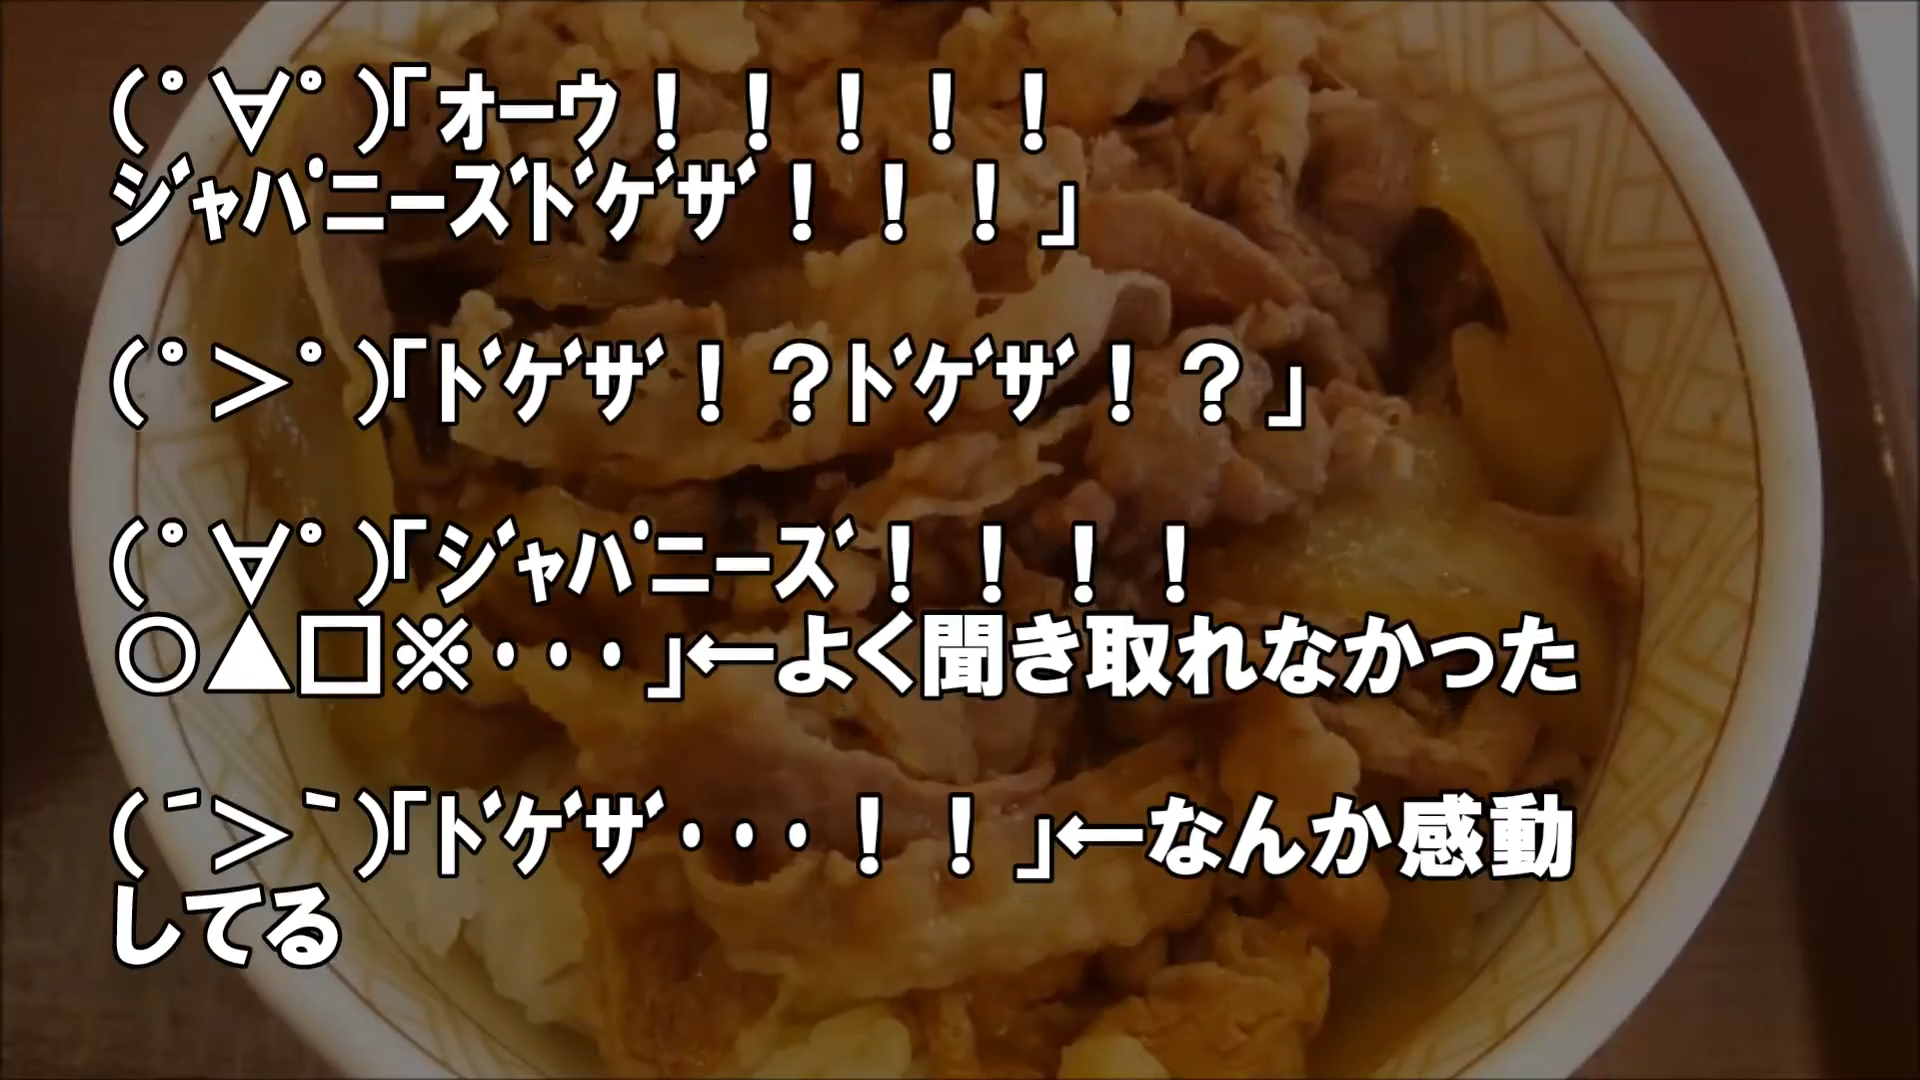 (ﾟ∀ﾟ)｢オーウ！！！！！
ｼﾞｬﾊﾟﾆｰｽﾞﾄﾞｹﾞｻﾞ！！！｣
(ﾟ＞ﾟ)｢ﾄﾞｹﾞｻﾞ！？ﾄﾞｹﾞｻﾞ！？｣
(ﾟ∀ﾟ)｢ｼﾞｬﾊﾟﾆｰｽﾞ！！！！
○▲□※･･･｣←よく聞き取れなかった
(´＞｀)｢ﾄﾞｹﾞｻﾞ･･･！！｣←なんか感動
してる